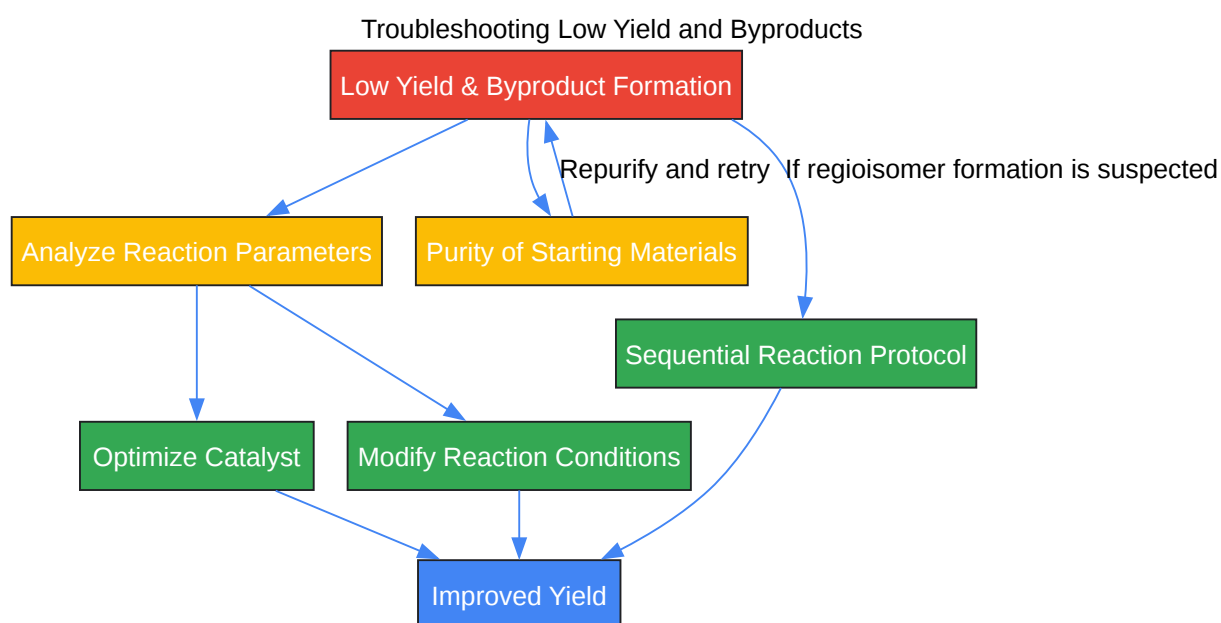 Troubleshooting Low Yield and Byproducts
Low Yield & Byproduct Formation
Repurify and retry
If regioisomer formation is suspected
Analyze Reaction Parameters
Purity of Starting Materials
Sequential Reaction Protocol
Optimize Catalyst
Modify Reaction Conditions
Improved Yield